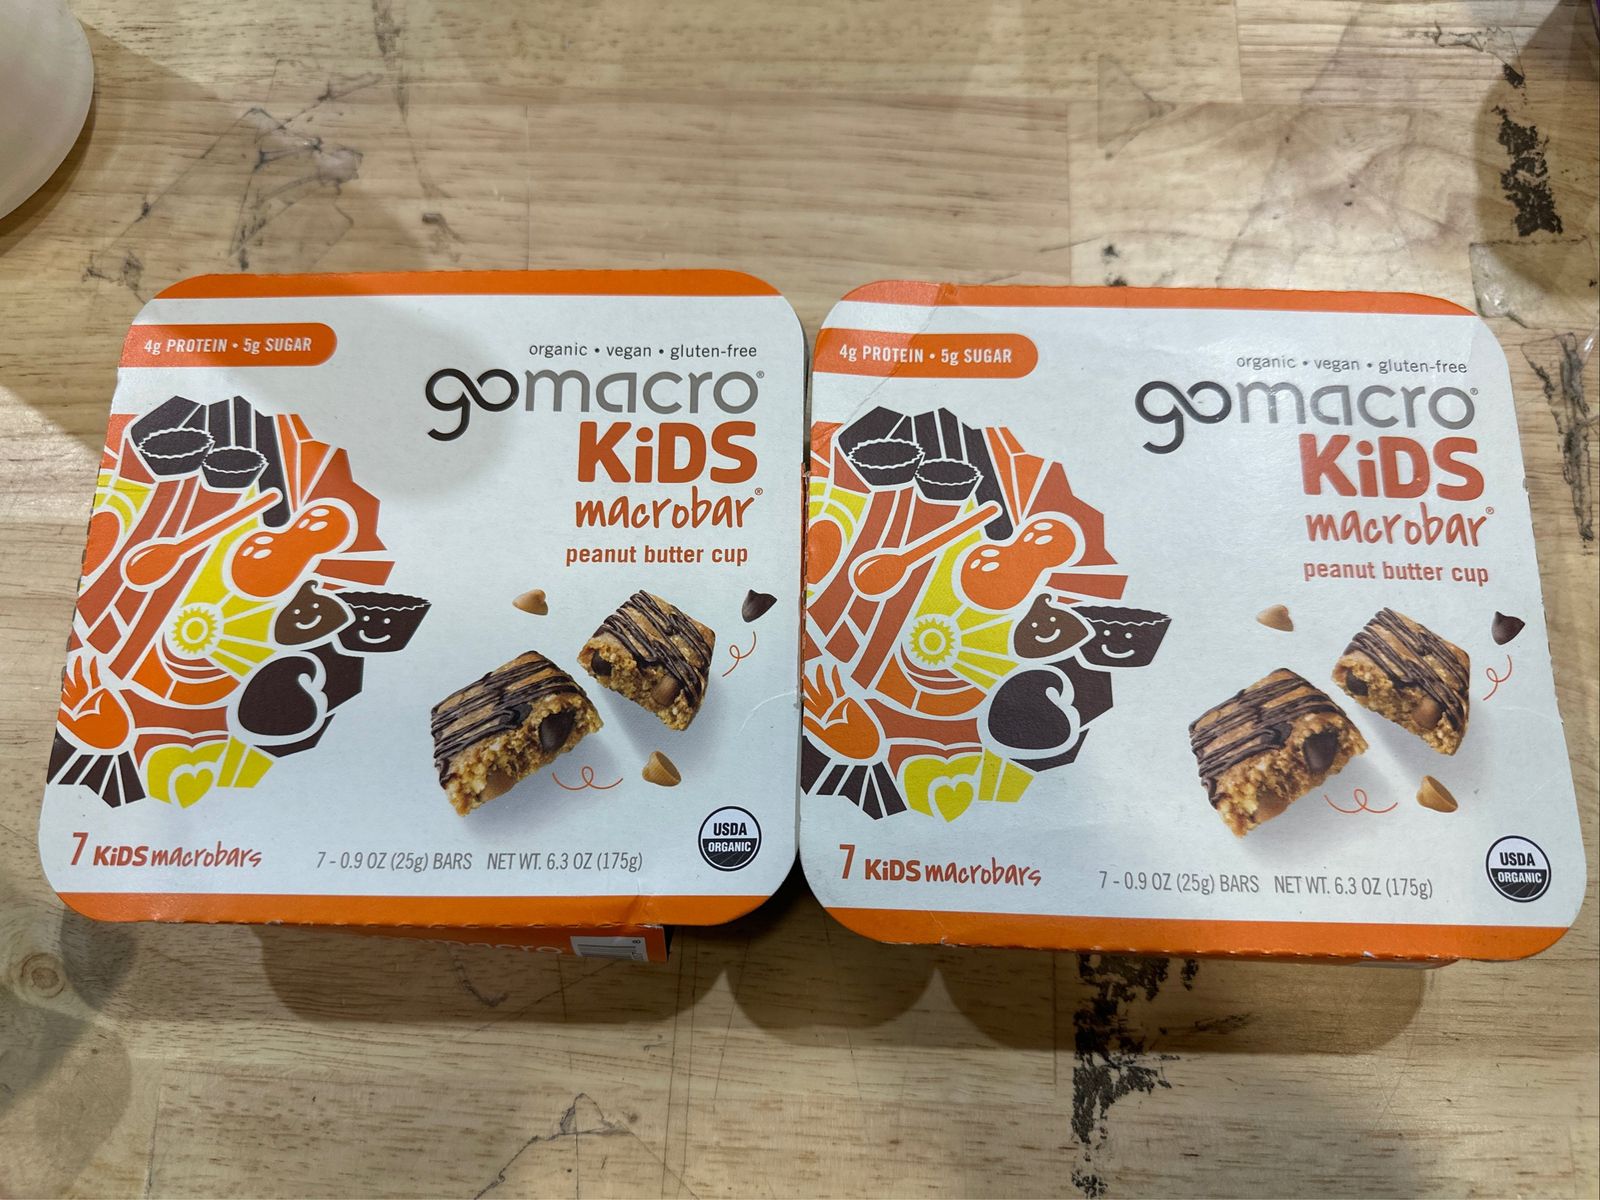 4g PROTEIN • 5g SUGAR
organic • vegan • gluten-free
gomacro®
KiDS
macrobar®
peanut butter cup
7 KiDS macrobars
7 - 0.9 OZ (25g) BARS NET WT. 6.3 OZ (175g)
USDA
ORGANIC
4g PROTEIN • 5g SUGAR
organic • vegan • gluten-free
gomacro®
KiDS
macrobar®
peanut butter cup
7 KiDS macrobars
7 - 0.9 OZ (25g) BARS NET WT. 6.3 OZ (175g)
USDA
ORGANIC